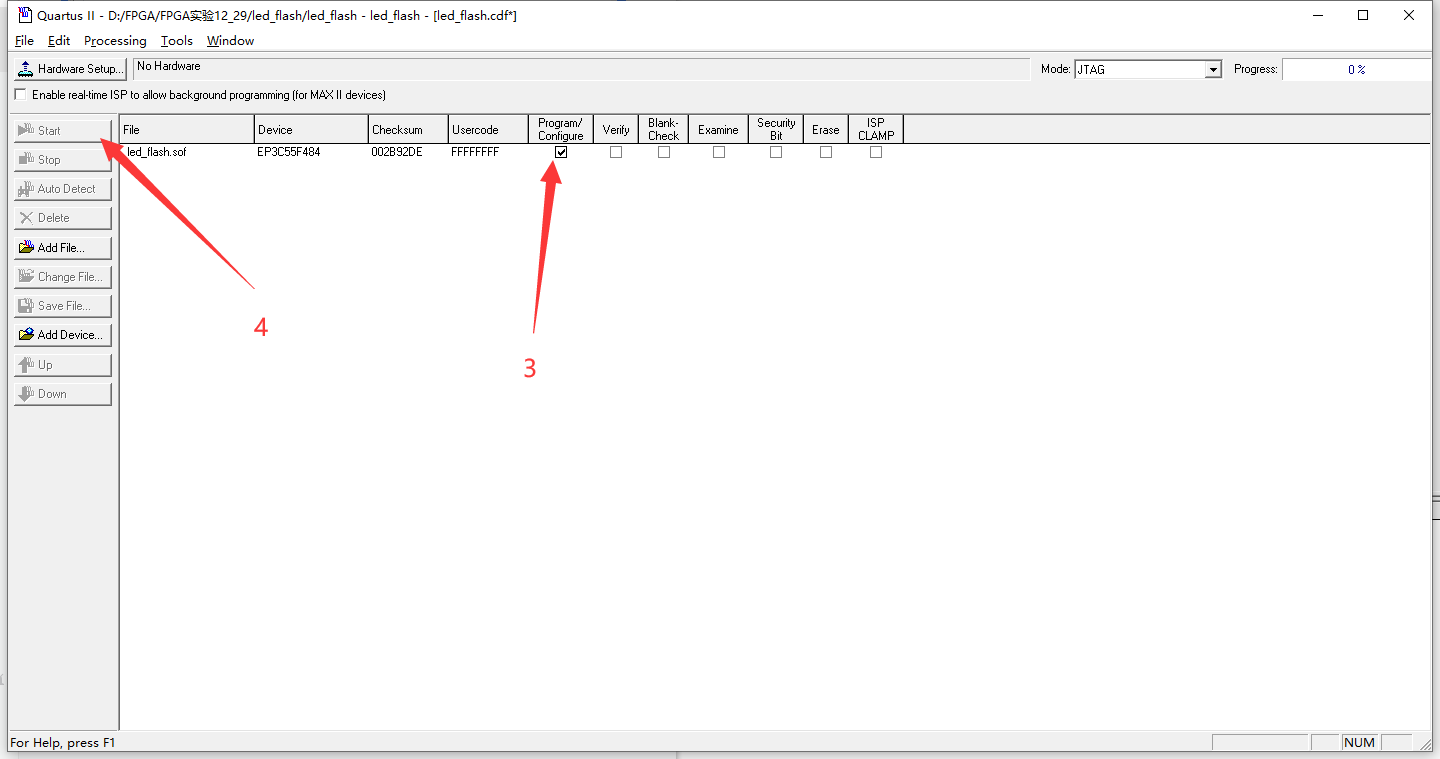 Quartus II - D:/FPGA/FPGA实验12_29/led_flash/led_flash - led_flash - [led_flash.cdf*]
File Edit Processing Tools Window
Hardware Setup... No Hardware Mode: JTAG Progress: 0 %
Enable real-time ISP to allow background programming (for MAX II devices)
File Device Checksum Usercode Program/ Configure Verify Blank- Check Examine Security Bit Erase ISP CLAMP
led_flash.sof EP3C55F484 002B92DE FFFFFFFF
Start
Stop
Auto Detect
Delete
Add File...
Change File...
Save File...
Add Device...
Up
Down
4
3
For Help, press F1 NUM